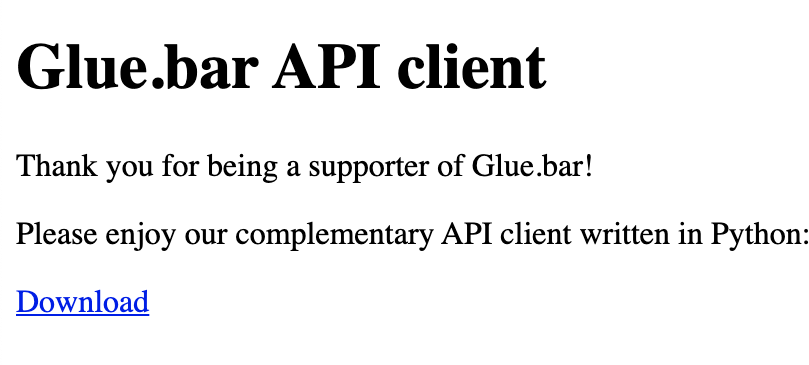 Glue.bar API client
Thank you for being a supporter of Glue.bar!
Please enjoy our complementary API client written in Python:
Download